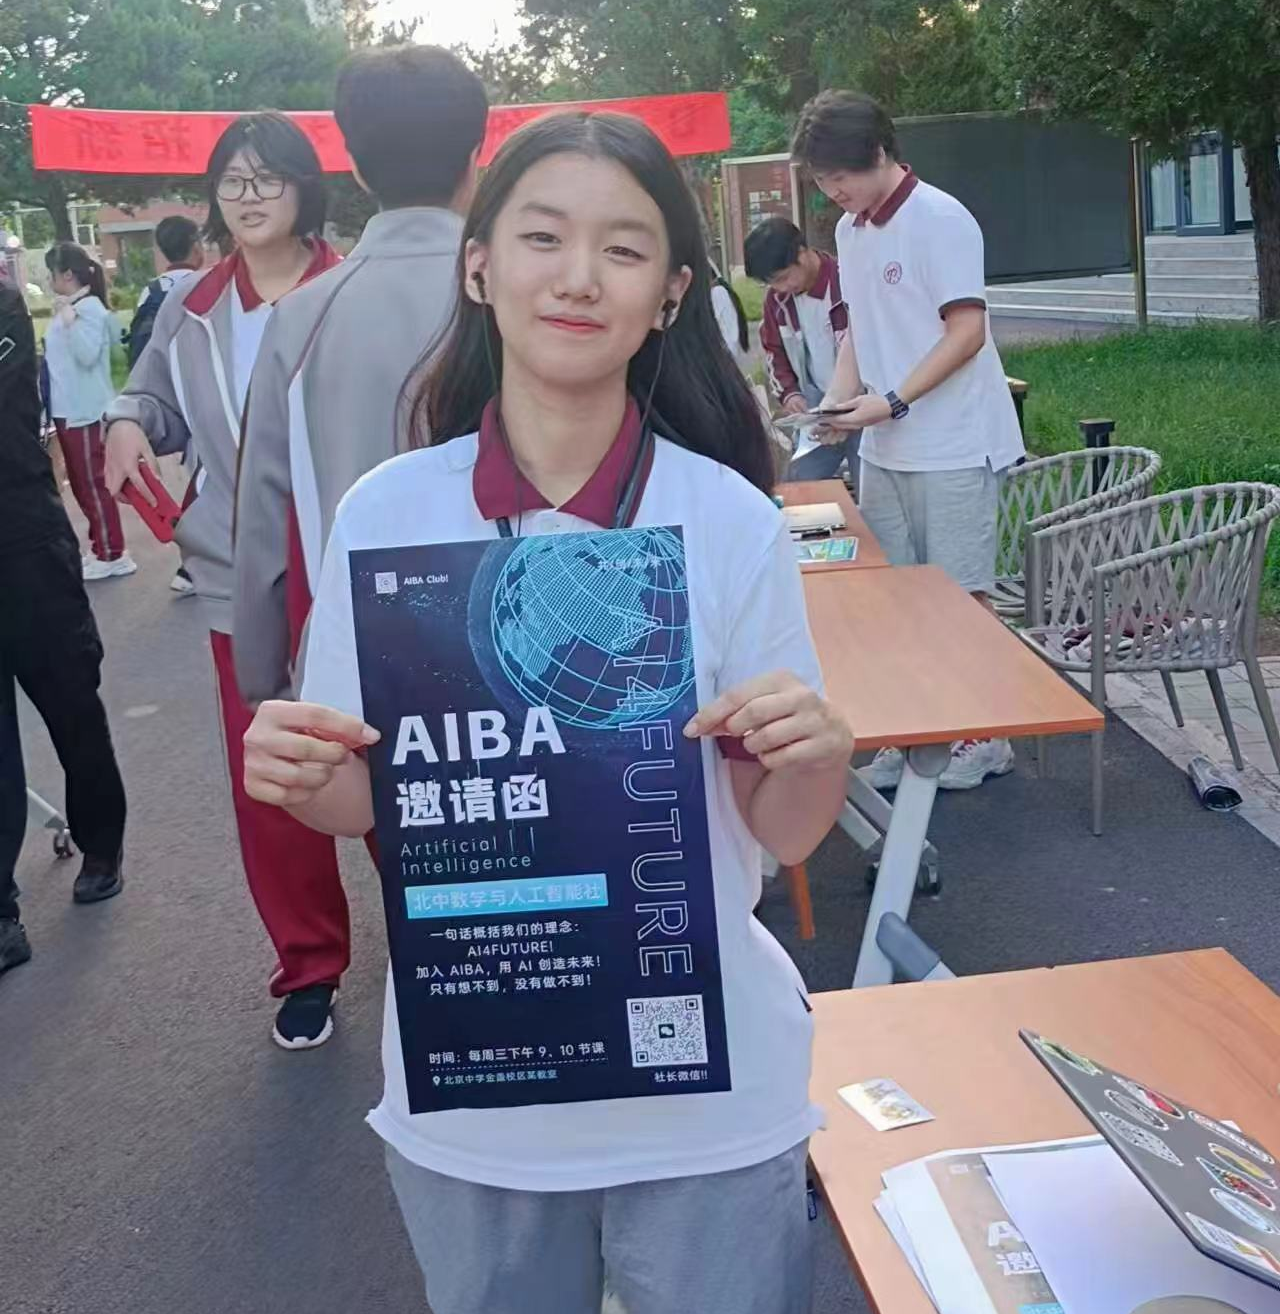 招新
AIBA Club!
AI4FUTURE
AIBA
邀请函
Artificial
Intelligence
北中数学与人工智能社
一句话概括我们的理念：
AI4FUTURE!
加入 AIBA，用 AI 创造未来！
只有想不到，没有做不到！
时间：每周三下午 9、10 节课
北京中学金盏校区某教室
社长微信!!
A
邀